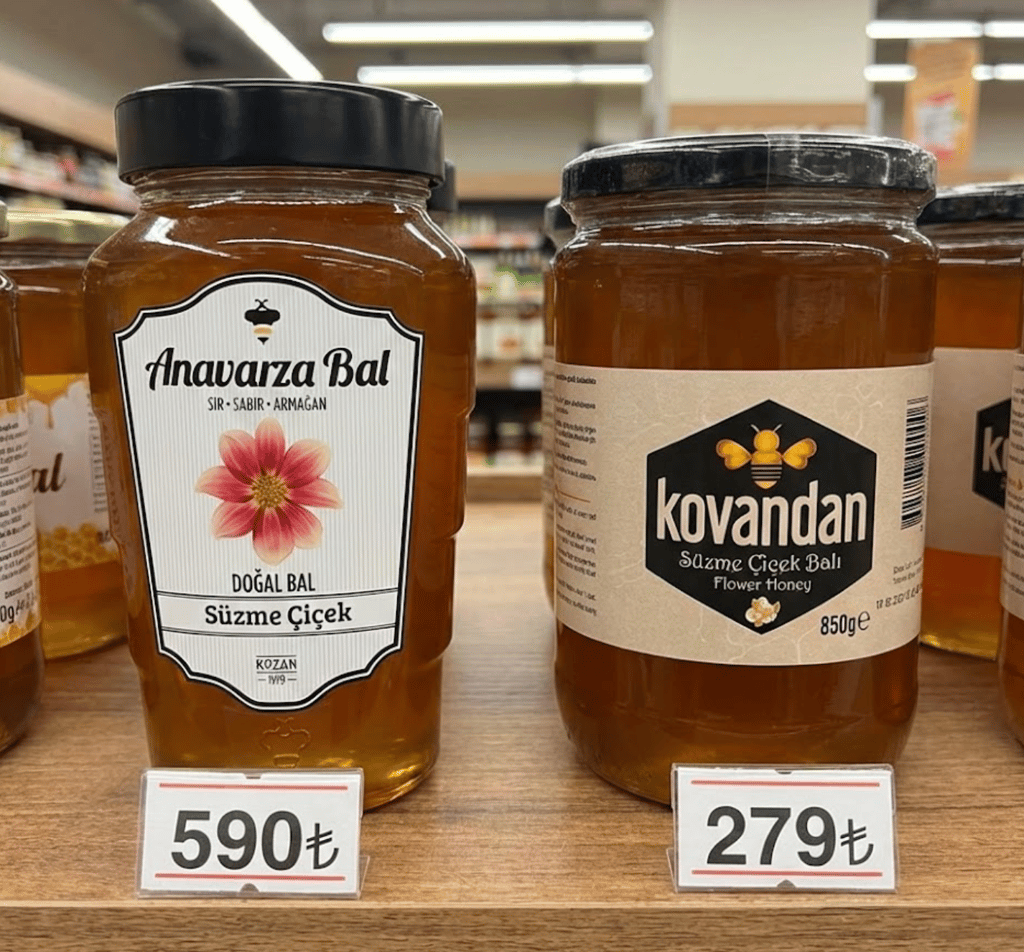 Anavarza Bal
SIR • SABIR • ARMAĞAN
DOĞAL BAL
Süzme Çiçek
KOZAN
1979
kovandan
Süzme Çiçek Balı
Flower Honey
850g e
590₺
279₺